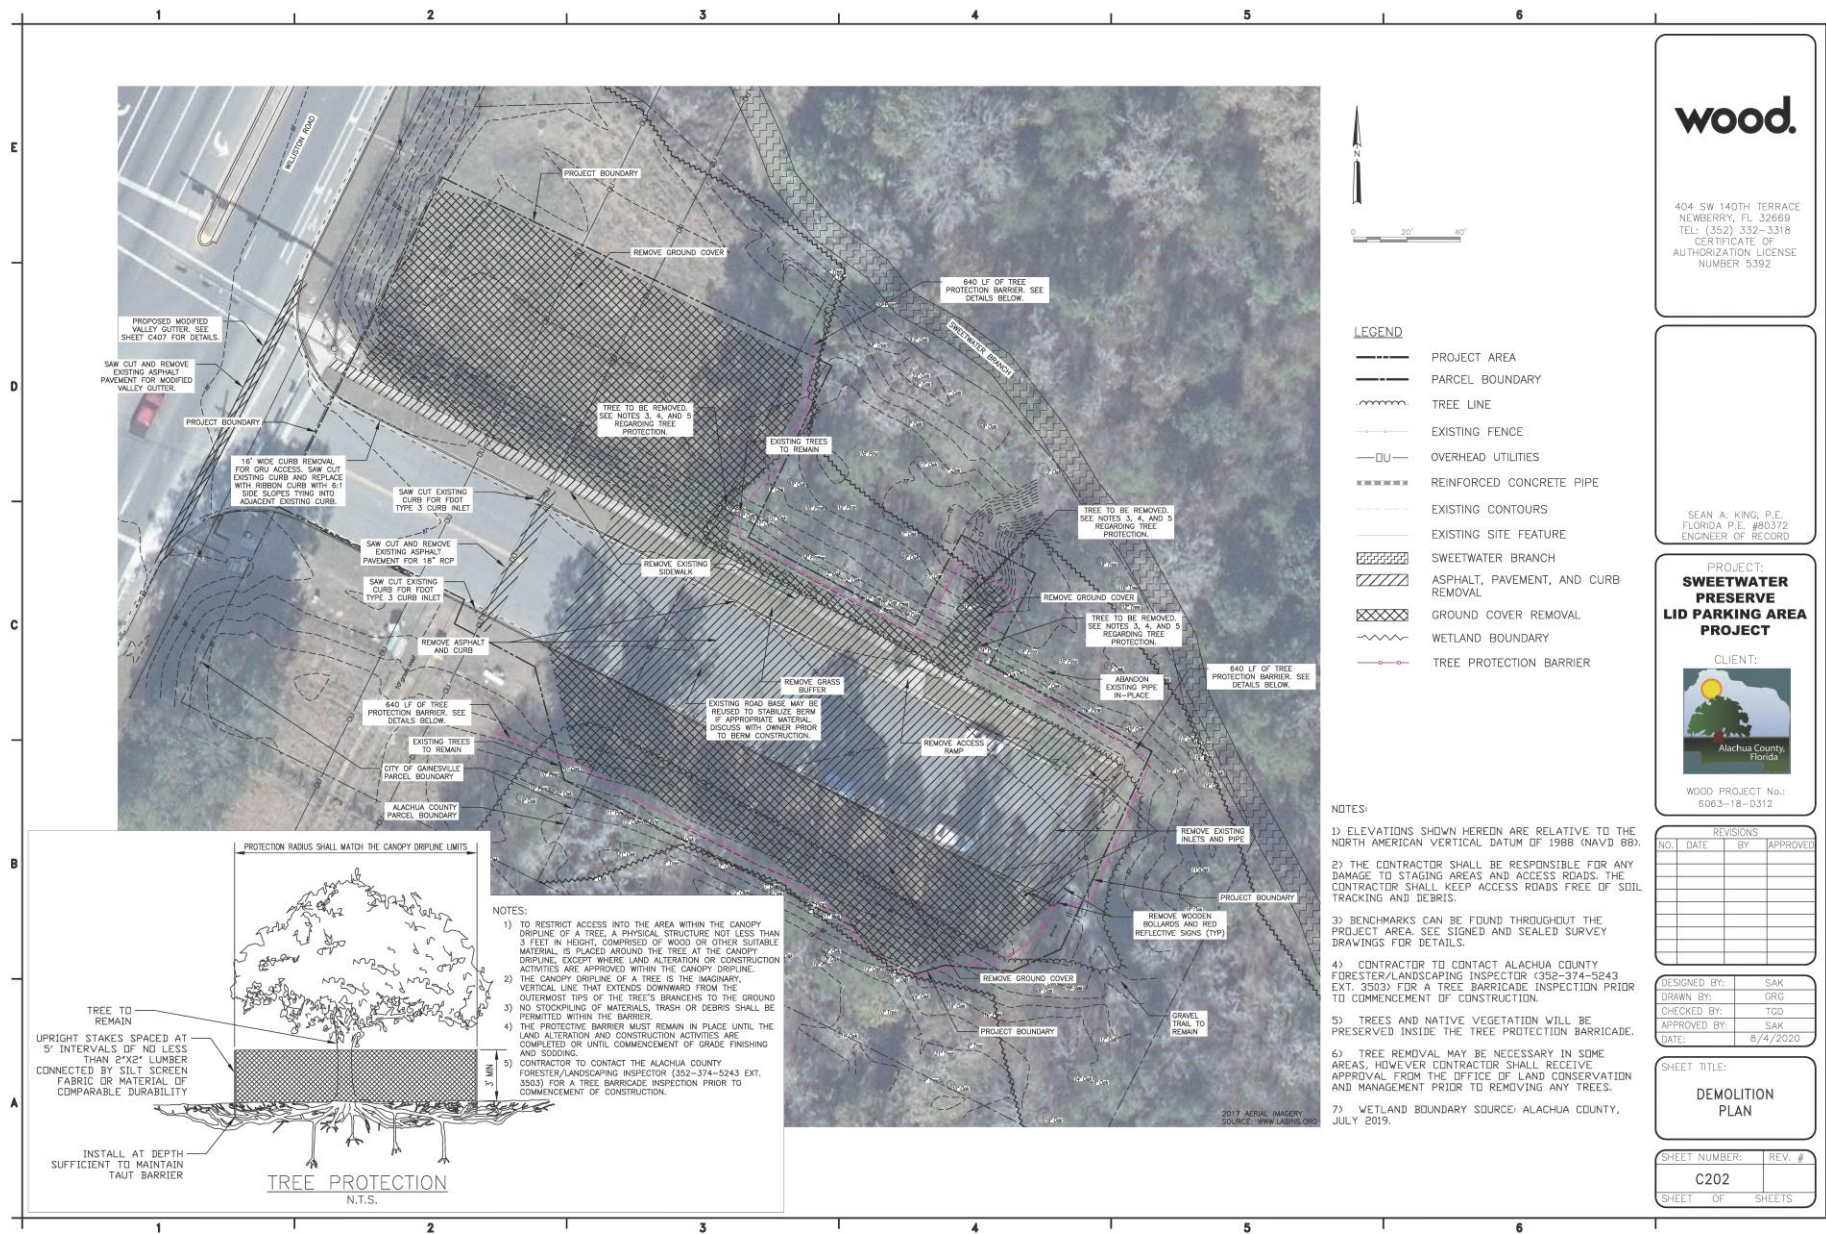 1 2 3 4 5 6
E
D
C
B
A
WILLISTON ROAD
PROJECT BOUNDARY
REMOVE GROUND COVER
640 LF OF TREE
PROTECTION BARRIER. SEE
DETAILS BELOW.
SWEETWATER BRANCH
PROPOSED MODIFIED
VALLEY GUTTER. SEE
SHEET C407 FOR DETAILS.
SAW CUT AND REMOVE
EXISTING ASPHALT
PAVEMENT FOR MODIFIED
VALLEY GUTTER.
PROJECT BOUNDARY
TREE TO BE REMOVED.
SEE NOTES 3, 4, AND 5
REGARDING TREE
PROTECTION.
EXISTING TREES
TO REMAIN
16' WIDE CURB REMOVAL
FOR GRU ACCESS. SAW CUT
EXISTING CURB AND REPLACE
WITH RIBBON CURB WITH 6:1
SIDE SLOPES TYING INTO
ADJACENT EXISTING CURB.
SAW CUT EXISTING
CURB FOR FDOT
TYPE 3 CURB INLET
TREE TO BE REMOVED.
SEE NOTES 3, 4, AND 5
REGARDING TREE
PROTECTION.
SAW CUT AND REMOVE
EXISTING ASPHALT
PAVEMENT FOR 18" RCP
REMOVE EXISTING
SIDEWALK
SAW CUT EXISTING
CURB FOR FDOT
TYPE 3 CURB INLET
REMOVE GROUND COVER
TREE TO BE REMOVED.
SEE NOTES 3, 4, AND 5
REGARDING TREE
PROTECTION.
REMOVE ASPHALT
AND CURB
640 LF OF TREE
PROTECTION BARRIER. SEE
DETAILS BELOW.
REMOVE GRASS
BUFFER
ABANDON
EXISTING PIPE
IN-PLACE
640 LF OF TREE
PROTECTION BARRIER. SEE
DETAILS BELOW.
EXISTING ROAD BASE MAY BE
REUSED TO STABILIZE BERM
IF APPROPRIATE MATERIAL.
DISCUSS WITH OWNER PRIOR
TO BERM CONSTRUCTION.
EXISTING TREES
TO REMAIN
REMOVE ACCESS
RAMP
CITY OF GAINESVILLE
PARCEL BOUNDARY
ALACHUA COUNTY
PARCEL BOUNDARY
REMOVE EXISTING
INLETS AND PIPE
PROJECT BOUNDARY
REMOVE WOODEN
BOLLARDS AND RED
REFLECTIVE SIGNS (TYP)
REMOVE GROUND COVER
GRAVEL
TRAIL TO
REMAIN
PROJECT BOUNDARY
2017 AERIAL IMAGERY
SOURCE: WWW.LABINS.ORG
PROTECTION RADIUS SHALL MATCH THE CANOPY DRIPLINE LIMITS
TREE TO
REMAIN
UPRIGHT STAKES SPACED AT
5' INTERVALS OF NO LESS
THAN 2"X2" LUMBER
CONNECTED BY SILT SCREEN
FABRIC OR MATERIAL OF
COMPARABLE DURABILITY
3' MIN
INSTALL AT DEPTH
SUFFICIENT TO MAINTAIN
TAUT BARRIER
TREE PROTECTION
N.T.S.
NOTES:
1) TO RESTRICT ACCESS INTO THE AREA WITHIN THE CANOPY
DRIPLINE OF A TREE, A PHYSICAL STRUCTURE NOT LESS THAN
3 FEET IN HEIGHT, COMPRISED OF WOOD OR OTHER SUITABLE
MATERIAL, IS PLACED AROUND THE TREE AT THE CANOPY
DRIPLINE, EXCEPT WHERE LAND ALTERATION OR CONSTRUCTION
ACTIVITIES ARE APPROVED WITHIN THE CANOPY DRIPLINE.
2) THE CANOPY DRIPLINE OF A TREE IS THE IMAGINARY,
VERTICAL LINE THAT EXTENDS DOWNWARD FROM THE
OUTERMOST TIPS OF THE TREE'S BRANCEHS TO THE GROUND
3) NO STOCKPILING OF MATERIALS, TRASH OR DEBRIS SHALL BE
PERMITTED WITHIN THE BARRIER.
4) THE PROTECTIVE BARRIER MUST REMAIN IN PLACE UNTIL THE
LAND ALTERATION AND CONSTRUCTION ACTIVITIES ARE
COMPLETED OR UNTIL COMMENCEMENT OF GRADE FINISHING
AND SODDING.
5) CONTRACTOR TO CONTACT THE ALACHUA COUNTY
FORESTER/LANDSCAPING INSPECTOR (352-374-5243 EXT.
3503) FOR A TREE BARRICADE INSPECTION PRIOR TO
COMMENCEMENT OF CONSTRUCTION.
N
0 20' 40'
LEGEND
PROJECT AREA
PARCEL BOUNDARY
TREE LINE
EXISTING FENCE
OU OVERHEAD UTILITIES
REINFORCED CONCRETE PIPE
EXISTING CONTOURS
EXISTING SITE FEATURE
SWEETWATER BRANCH
ASPHALT, PAVEMENT, AND CURB
REMOVAL
GROUND COVER REMOVAL
WETLAND BOUNDARY
TREE PROTECTION BARRIER
NOTES:
1) ELEVATIONS SHOWN HEREON ARE RELATIVE TO THE
NORTH AMERICAN VERTICAL DATUM OF 1988 (NAVD 88).
2) THE CONTRACTOR SHALL BE RESPONSIBLE FOR ANY
DAMAGE TO STAGING AREAS AND ACCESS ROADS. THE
CONTRACTOR SHALL KEEP ACCESS ROADS FREE OF SOIL
TRACKING AND DEBRIS.
3) BENCHMARKS CAN BE FOUND THROUGHOUT THE
PROJECT AREA. SEE SIGNED AND SEALED SURVEY
DRAWINGS FOR DETAILS.
4) CONTRACTOR TO CONTACT ALACHUA COUNTY
FORESTER/LANDSCAPING INSPECTOR (352-374-5243
EXT. 3503) FOR A TREE BARRICADE INSPECTION PRIOR
TO COMMENCEMENT OF CONSTRUCTION.
5) TREES AND NATIVE VEGETATION WILL BE
PRESERVED INSIDE THE TREE PROTECTION BARRICADE.
6) TREE REMOVAL MAY BE NECESSARY IN SOME
AREAS, HOWEVER CONTRACTOR SHALL RECEIVE
APPROVAL FROM THE OFFICE OF LAND CONSERVATION
AND MANAGEMENT PRIOR TO REMOVING ANY TREES.
7) WETLAND BOUNDARY SOURCE: ALACHUA COUNTY,
JULY 2019.
wood.
404 SW 140TH TERRACE
NEWBERRY, FL 32669
TEL: (352) 332-3318
CERTIFICATE OF
AUTHORIZATION LICENSE
NUMBER 5392
SEAN A. KING, P.E.
FLORIDA P.E. #80372
ENGINEER OF RECORD
PROJECT:
SWEETWATER
PRESERVE
LID PARKING AREA
PROJECT
CLIENT:
Alachua County,
Florida
WOOD PROJECT No.:
6063-18-0312
REVISIONS
NO. DATE BY APPROVED
DESIGNED BY: SAK
DRAWN BY: GRG
CHECKED BY: TGD
APPROVED BY: SAK
DATE: 8/4/2020
SHEET TITLE:
DEMOLITION
PLAN
SHEET NUMBER: REV. #
C202
SHEET OF SHEETS
1 2 3 4 5 6